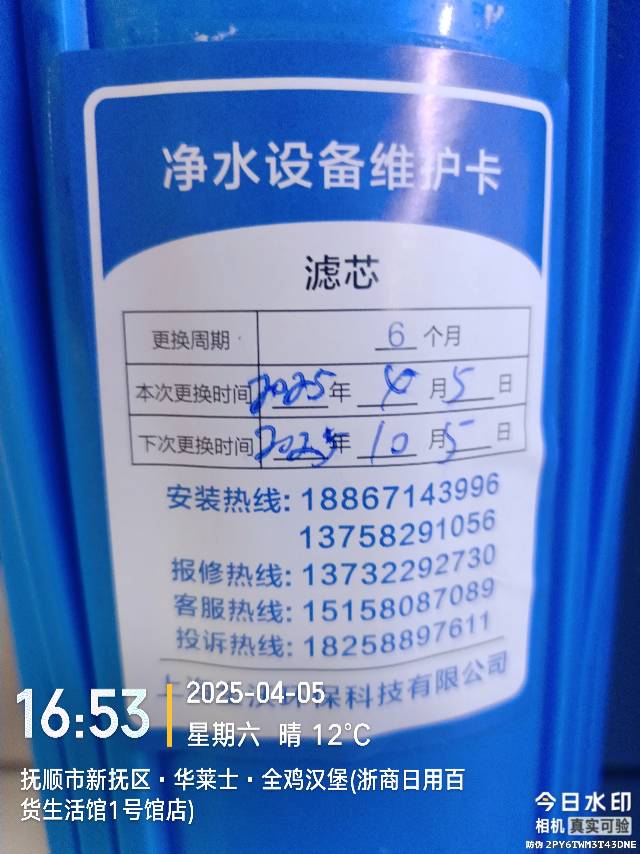 净水设备维护卡
滤芯
更换周期 6 个月
本次更换时间 2025 年 4 月 5 日
下次更换时间 2025 年 10 月 5 日
安装热线: 18867143996
13758291056
报修热线: 13732292730
客服热线: 15158087089
投诉热线: 18258897611
上 环保科技有限公司
16:53
2025-04-05
星期六 晴 12°C
抚顺市新抚区·华莱士·全鸡汉堡(浙商日用百
货生活馆1号馆店)
今日水印
相机 真实可验
防伪 2PY6TWM3T43DNE